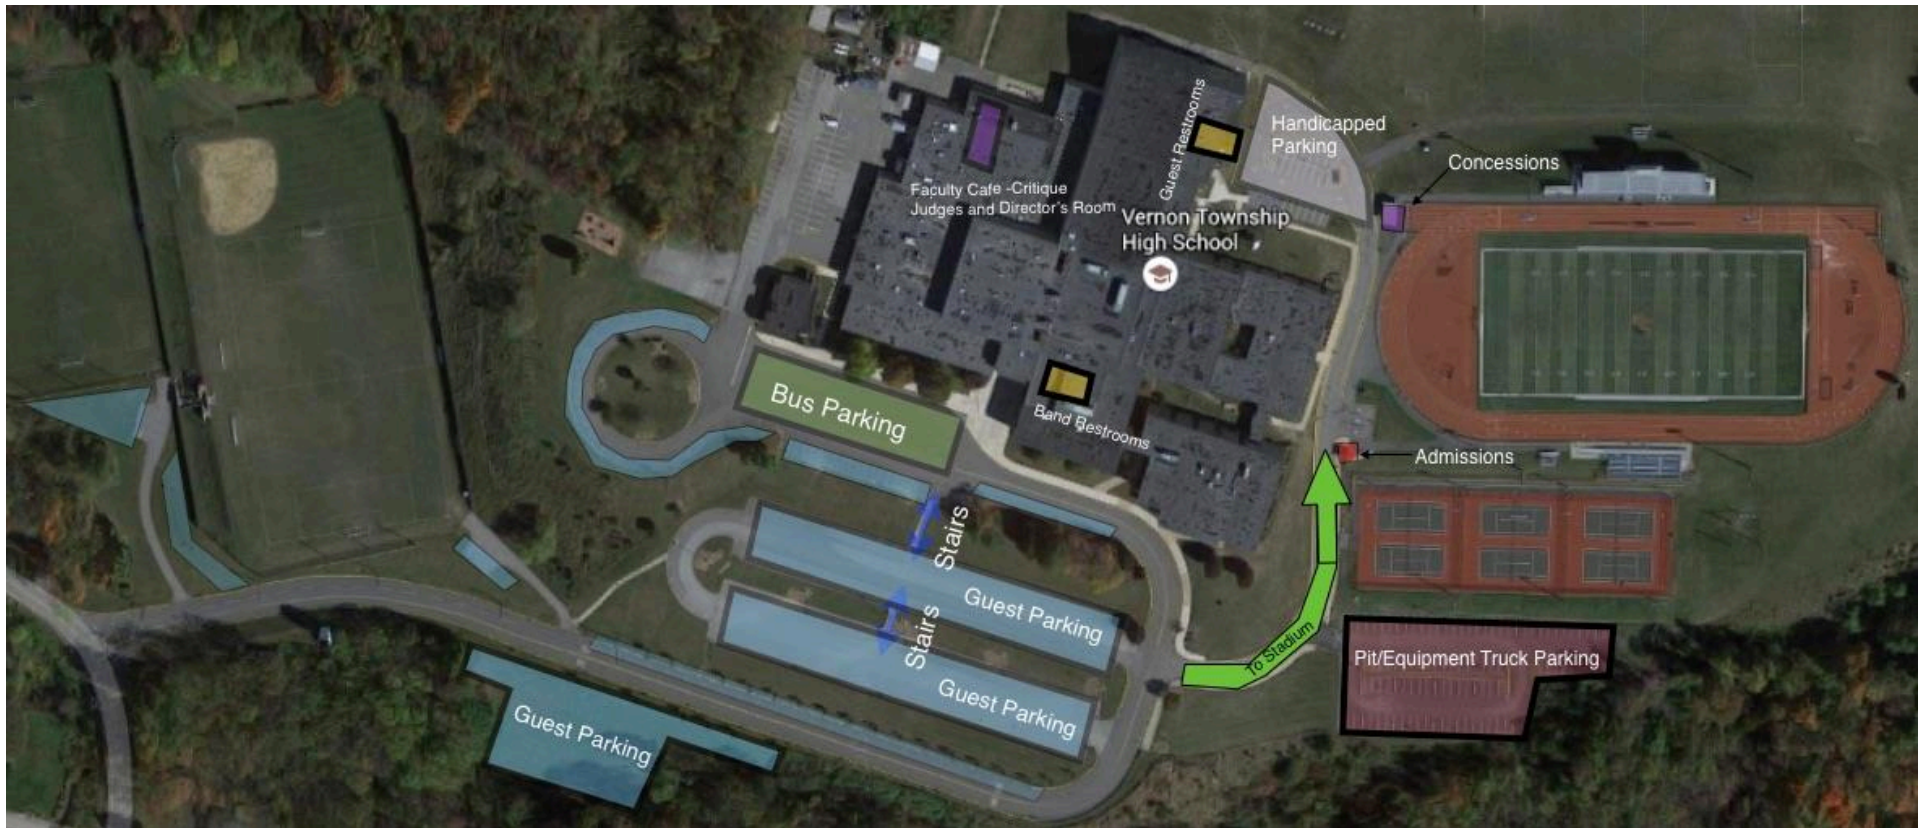 Guest Restrooms
Handicapped
Parking
Concessions
Faculty Cafe -Critique
Judges and Director's Room
Vernon Township
High School
Bus Parking
Band Restrooms
Admissions
Stairs
Guest Parking
Stairs
To Stadium
Guest Parking
Pit/Equipment Truck Parking
Guest Parking